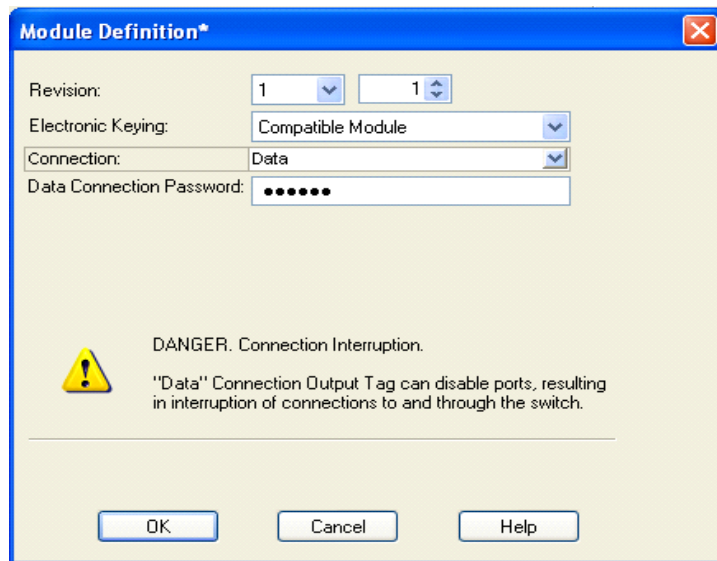 Module Definition*
Revision: 1 1
Electronic Keying: Compatible Module
Connection: Data
Data Connection Password: ●●●●●●
DANGER. Connection Interruption.
"Data" Connection Output Tag can disable ports, resulting
in interruption of connections to and through the switch.
OK Cancel Help